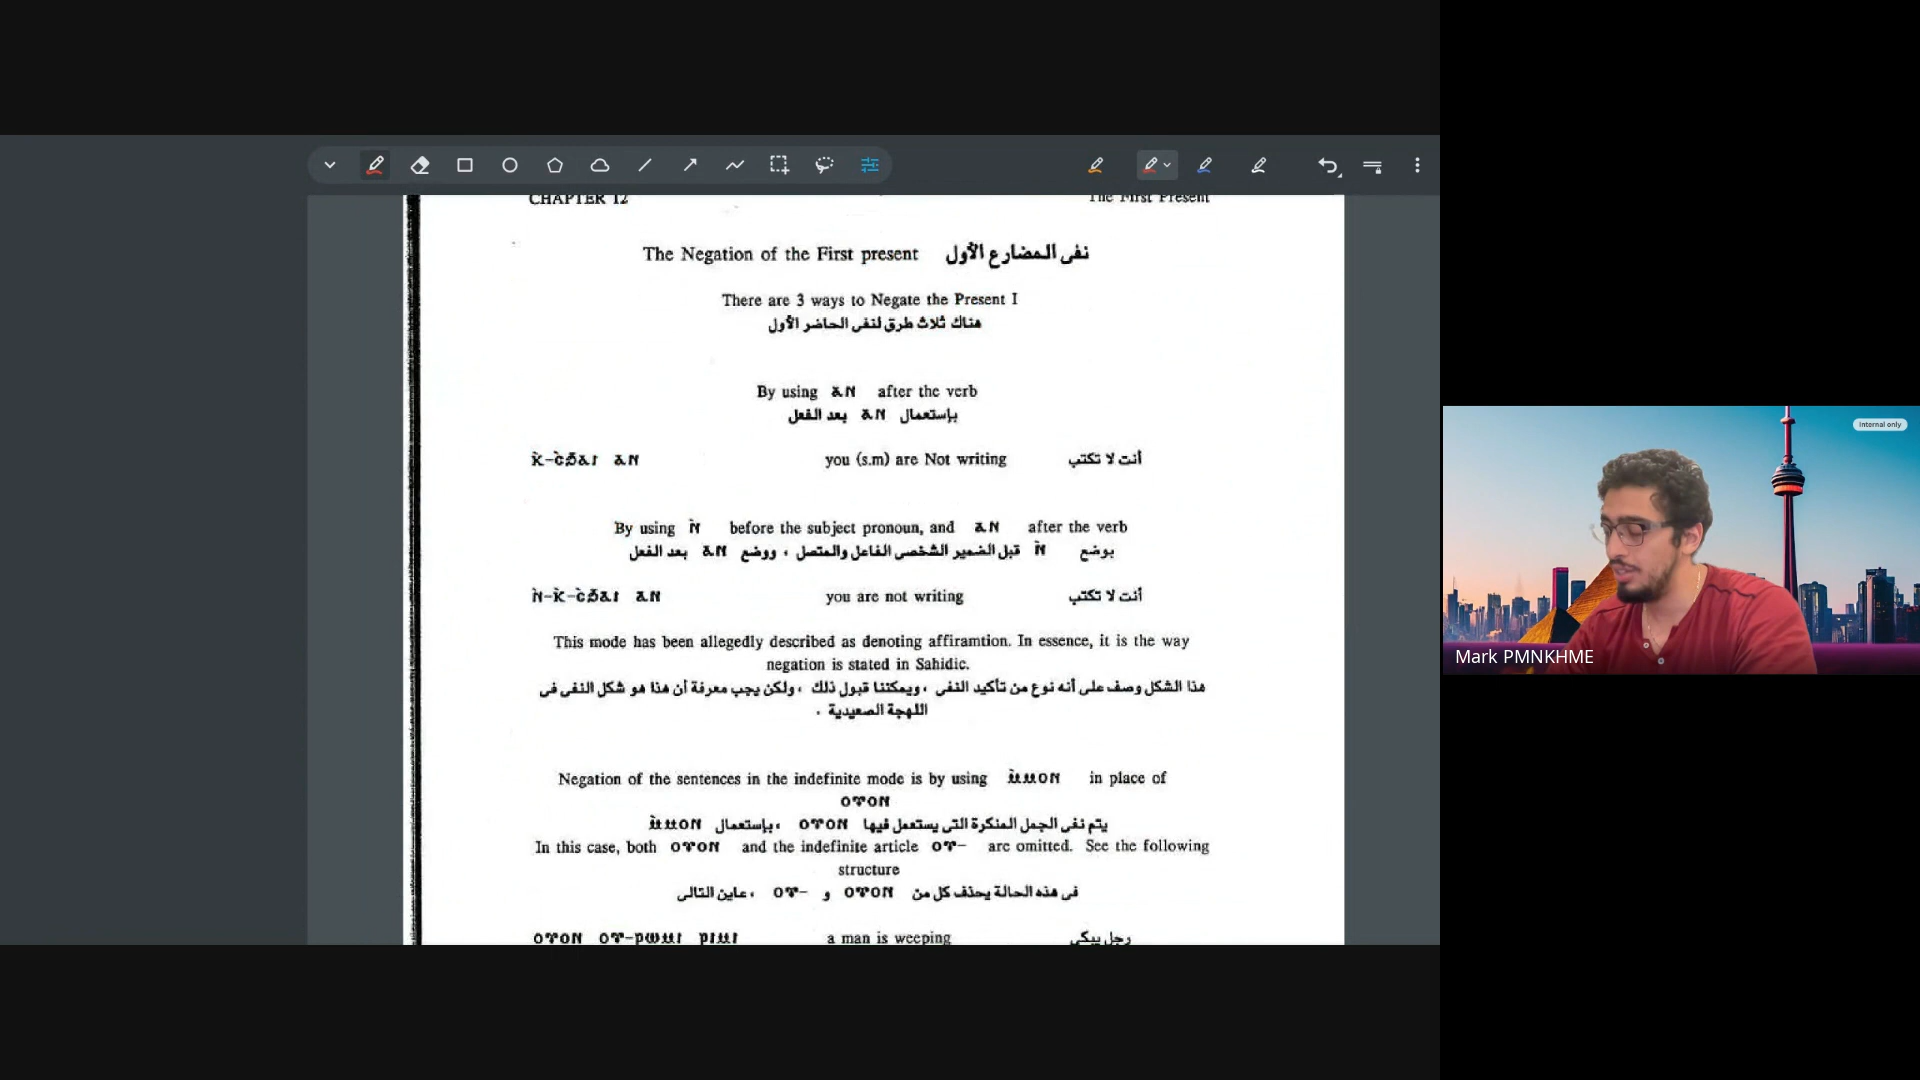 CHAPTER 12 The First Present
The Negation of the First present نفى المضارع الأول
There are 3 ways to Negate the Present I
هناك ثلاث طرق لنفى الحاضر الأول
By using ⲁⲛ after the verb
بإستعمال ⲁⲛ بعد الفعل
ⲕ̀-ⲥ̀ϧⲁⲓ ⲁⲛ you (s.m) are Not writing أنت لا تكتب
By using ⲛ̀ before the subject pronoun, and ⲁⲛ after the verb
بوضع ⲛ̀ قبل الضمير الشخصى الفاعل والمتصل ، ووضع ⲁⲛ بعد الفعل
ⲛ̀-ⲕ̀-ⲥ̀ϧⲁⲓ ⲁⲛ you are not writing أنت لا تكتب
This mode has been allegedly described as denoting affiramtion. In essence, it is the way
negation is stated in Sahidic.
هذا الشكل وصف على أنه نوع من تأكيد النفى ، ويمكننا قبول ذلك ، ولكن يجب معرفة أن هذا هو شكل النفى فى
اللهجة الصعيدية .
Negation of the sentences in the indefinite mode is by using ⲙ̀ⲙⲟⲛ in place of
ⲟⲩⲟⲛ
يتم نفى الجمل المنكرة التى يستعمل فيها ⲟⲩⲟⲛ ، بإستعمال ⲙ̀ⲙⲟⲛ
In this case, both ⲟⲩⲟⲛ and the indefinite article ⲟⲩ- are omitted. See the following
structure
فى هذه الحالة يحذف كل من ⲟⲩⲟⲛ و ⲟⲩ- ، عاين التالى
ⲟⲩⲟⲛ ⲟⲩ-ⲣⲱⲙⲓ ⲣⲓⲙⲓ a man is weeping رجل يبكى
Internal only
Mark PMNKHME